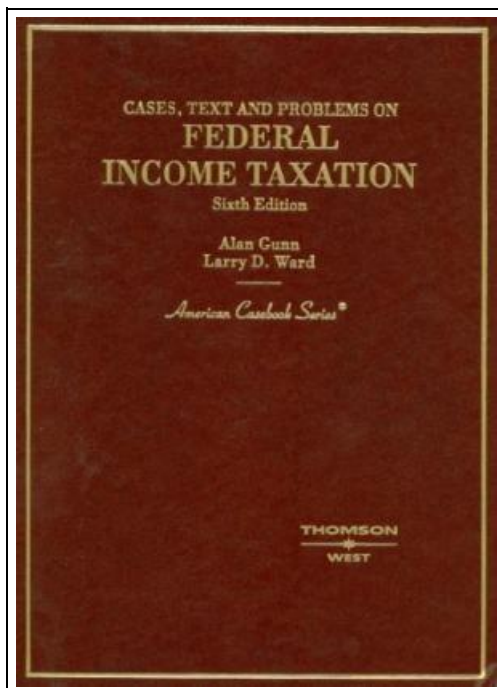 CASES, TEXT AND PROBLEMS ON
FEDERAL
INCOME TAXATION
Sixth Edition
Alan Gunn
Larry D. Ward
American Casebook Series®
THOMSON
WEST